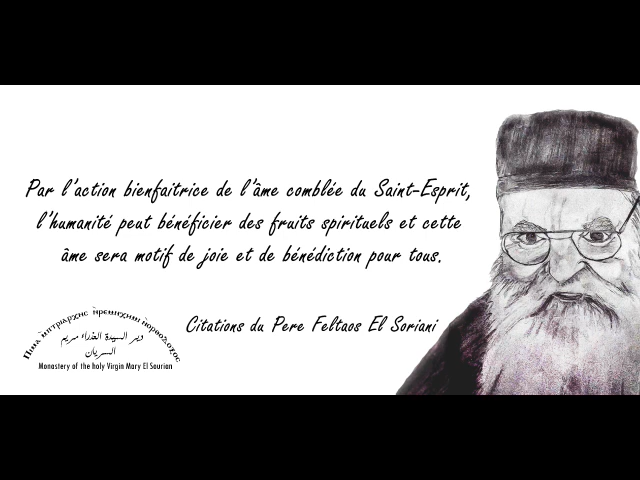 Par l'action bienfaitrice de l'âme comblée du Saint-Esprit,
l'humanité peut bénéficier des fruits spirituels et cette
âme sera motif de joie et de bénédiction pour tous.
Citations du Pere Feltaos El Soriani
دير السيدة العذراء مريم
السريان
Monastery of the holy Virgin Mary El Saurian